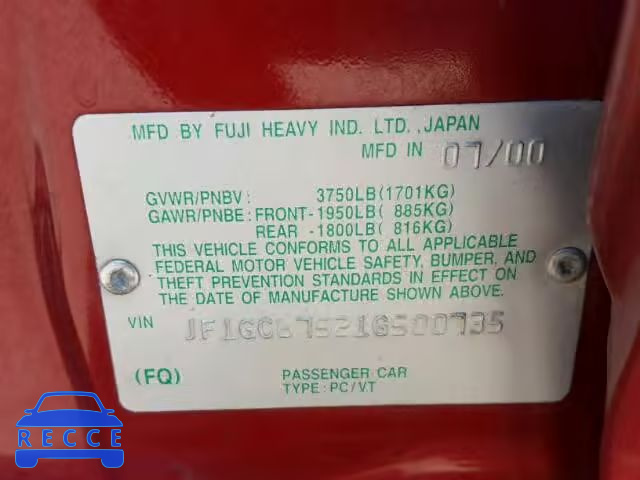 MFD BY FUJI HEAVY IND. LTD., JAPAN
MFD IN 07/00
GVWR/PNBV : 3750LB(1701KG)
GAWR/PNBE : FRONT-1950LB( 885KG)
REAR -1800LB( 816KG)
THIS VEHICLE CONFORMS TO ALL APPLICABLE
FEDERAL MOTOR VEHICLE SAFETY, BUMPER, AND
THEFT PREVENTION STANDARDS IN EFFECT ON
THE DATE OF MANUFACTURE SHOWN ABOVE.
VIN JF1GC67521G500735
(FQ) PASSENGER CAR
TYPE : PC/VT
RECCE